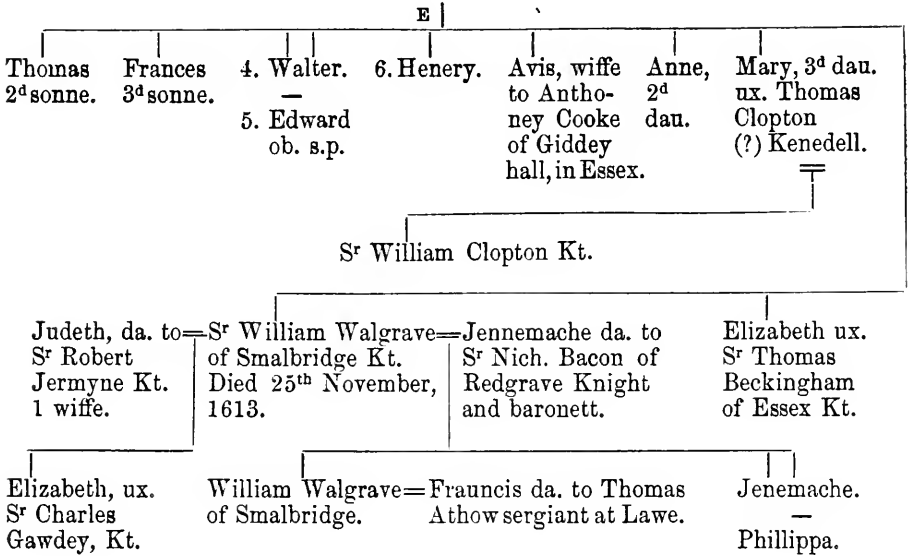 E
Thomas
2d sonne.
Frances
3d sonne.
4. Walter.
—
5. Edward
ob. s.p.
6. Henery.
Avis, wiffe
to Antho-
ney Cooke
of Giddey
hall, in Essex.
Anne,
2d
dau.
Mary, 3d dau.
ux. Thomas
Clopton
(?) Kenedell.
Sr William Clopton Kt.
Judeth, da. to=
Sr Robert
Jermyne Kt.
1 wiffe.
Sr William Walgrave=
of Smalbridge Kt.
Died 25th November,
1613.
Jennemache da. to
Sr Nich. Bacon of
Redgrave Knight
and baronett.
Elizabeth ux.
Sr Thomas
Beckingham
of Essex Kt.
Elizabeth, ux.
Sr Charles
Gawdey, Kt.
William Walgrave=
of Smalbridge.
Frauncis da. to Thomas
Athow sergiant at Lawe.
Jenemache.
—
Phillippa.